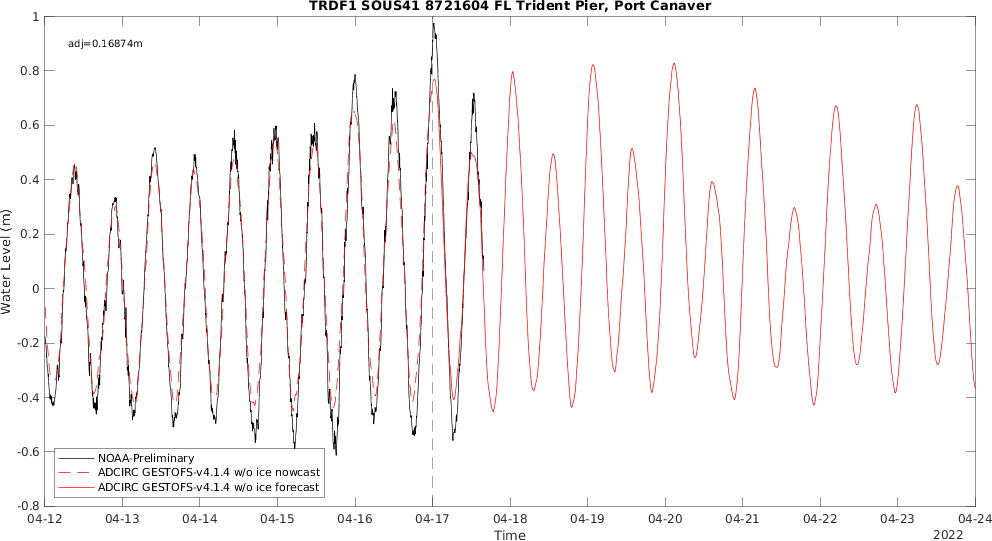 TRDF1 SOUS41 8721604 FL Trident Pier, Port Canaver
adj=0.16874m
1
0.8
0.6
0.4
0.2
0
-0.2
-0.4
-0.6
-0.8
Water Level (m)
NOAA-Preliminary
ADCIRC GESTOFS-v4.1.4 w/o ice nowcast
ADCIRC GESTOFS-v4.1.4 w/o ice forecast
04-12 04-13 04-14 04-15 04-16 04-17 04-18 04-19 04-20 04-21 04-22 04-23 04-24
Time
2022